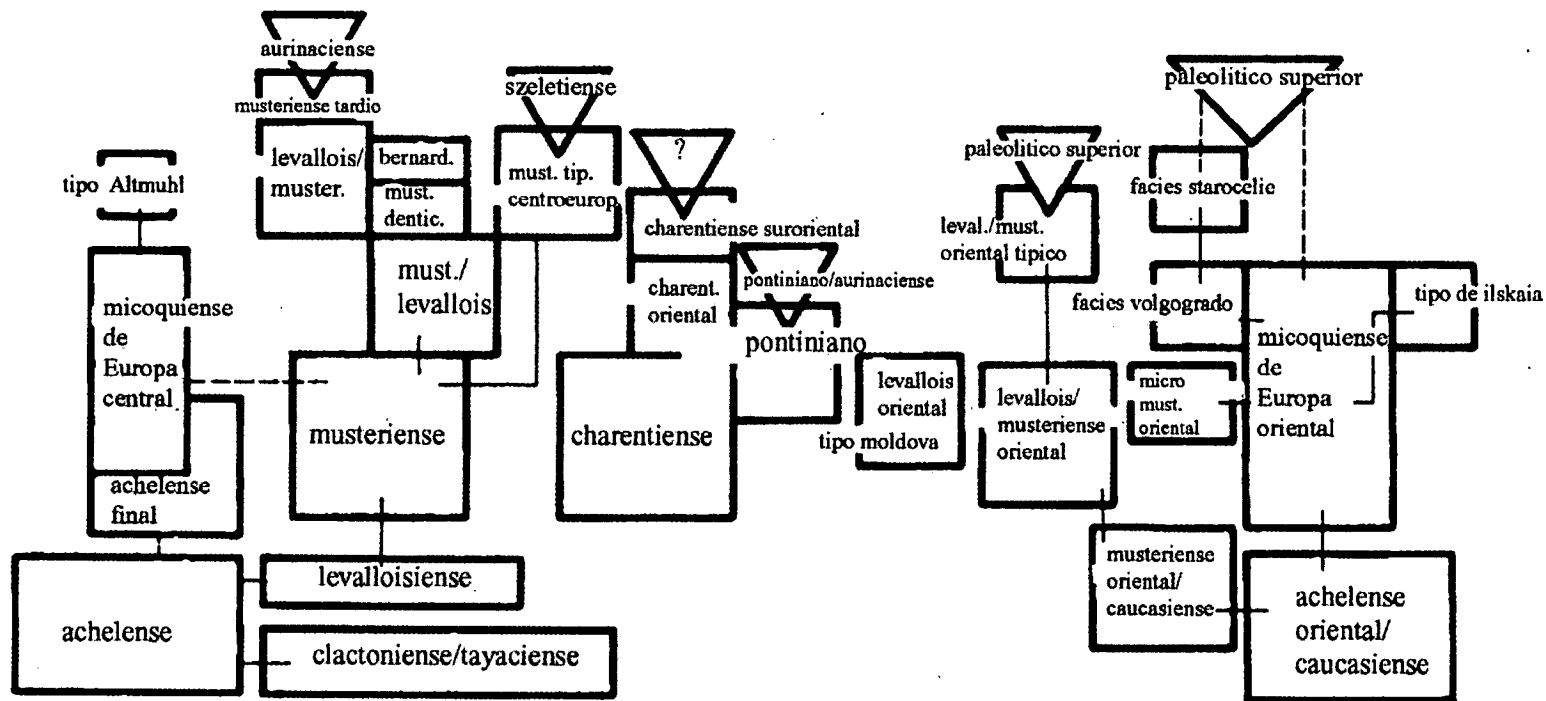 aurinaciense
musteriense tardio
levallois/
muster.
bernard.
must.
dentic.
szeletiense
must. tip.
centroeurop.
must./
levallois
tipo Altmuhl
micoquiense
de
Europa
central
achelense
final
musteriense
achelense
levalloisiense
clactoniense/tayaciense
?
charentiense suroriental
charent.
oriental
pontiniano/aurinaciense
pontiniano
charentiense
levallois
oriental
tipo moldova
paleolitico superior
leval./must.
oriental tipico
levallois/
musteriense
oriental
paleolitico superior
facies starocelie
facies volgogrado
micro
must.
oriental
micoquiense
de
Europa
oriental
tipo de ilskaia
musteriense
oriental/
caucasiense
achelense
oriental/
caucasiense